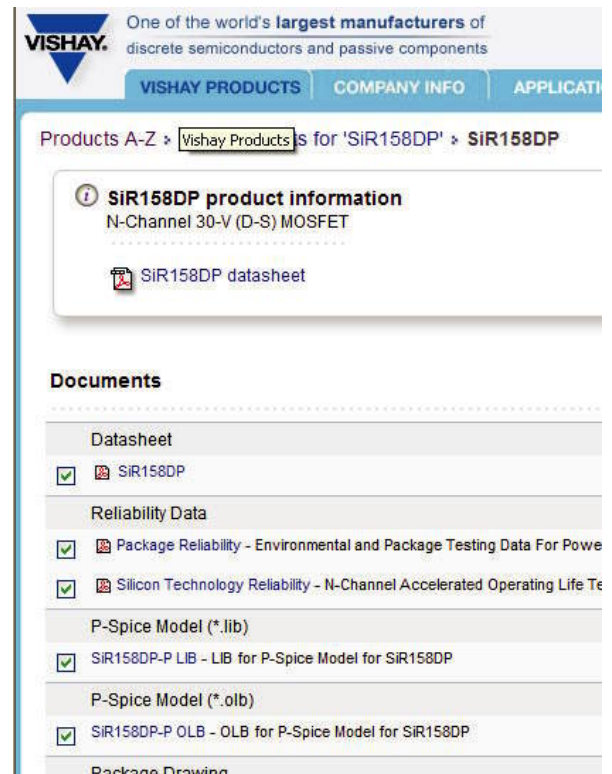 VISHAY.
One of the world's largest manufacturers of
discrete semiconductors and passive components
VISHAY PRODUCTS COMPANY INFO
Products A-Z Vishay Products for 'SiR158DP' SiR158DP
SiR158DP product information
N-Channel 30-V (D-S) MOSFET
SiR158DP datasheet
Documents
Datasheet
SiR158DP
Reliability Data
Package Reliability - Environmental and Package Testing Data For
Silicon Technology Reliability - N-Channel Accelerated Operating Life
P-Spice Model (*.lib)
SiR158DP-P LIB - LIB for P-Spice Model for SiR158DP
P-Spice Model (*.olb)
SiR158DP-P OLB - OLB for P-Spice Model for SiR158DP
Package Drawing